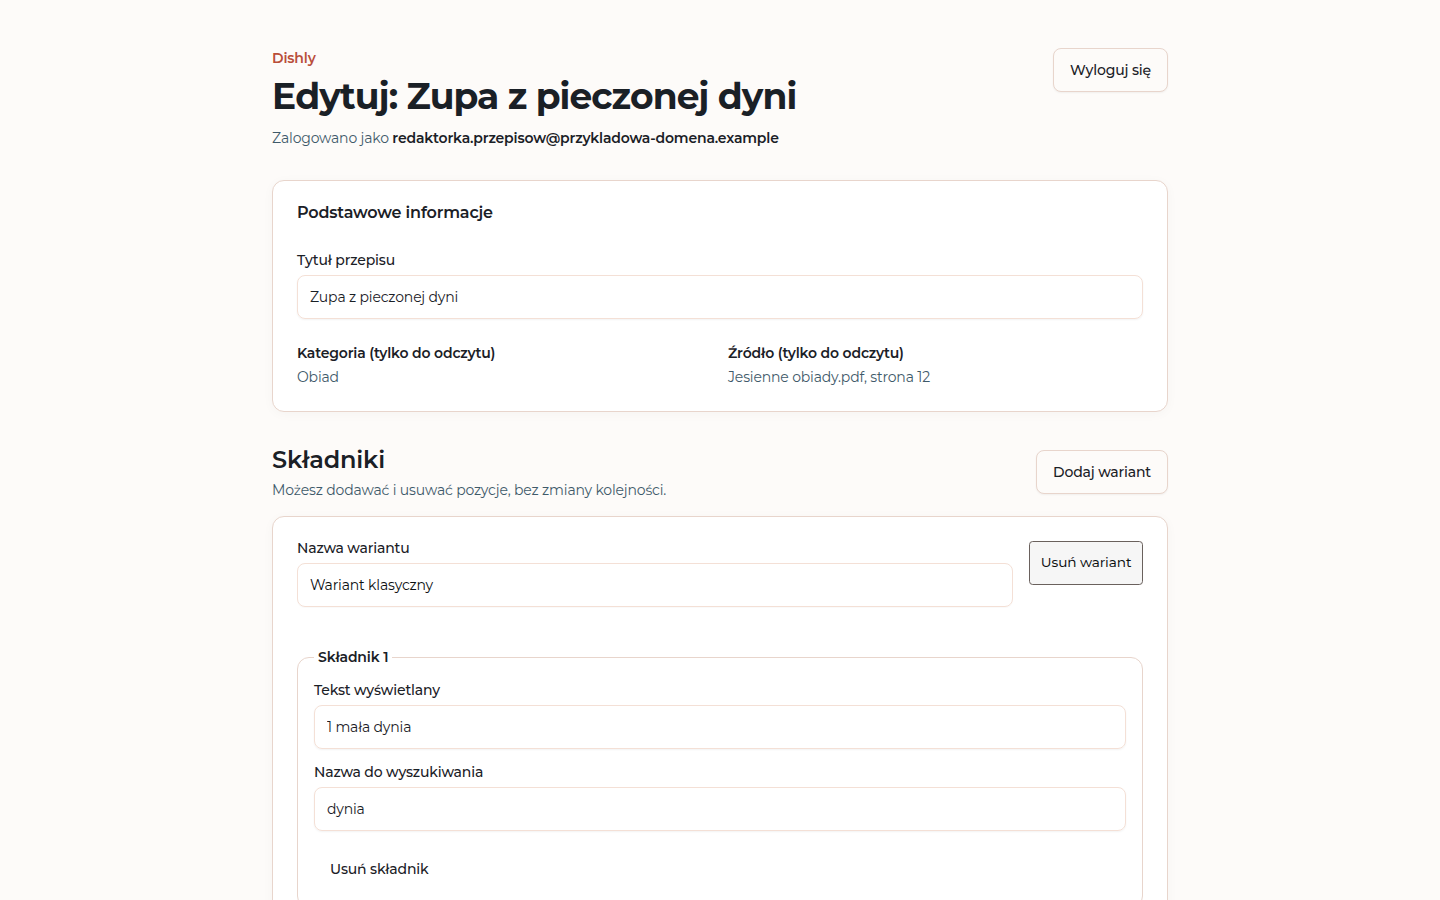 Dishly
Wyloguj się
Edytuj: Zupa z pieczonej dyni
Zalogowano jako redaktorka.przepisow@przykladowa-domena.example
Podstawowe informacje
Tytuł przepisu
Zupa z pieczonej dyni
Kategoria (tylko do odczytu)
Obiad
Źródło (tylko do odczytu)
Jesienne obiady.pdf, strona 12
Składniki
Możesz dodawać i usuwać pozycje, bez zmiany kolejności.
Dodaj wariant
Nazwa wariantu
Wariant klasyczny
Usuń wariant
Składnik 1
Tekst wyświetlany
1 mała dynia
Nazwa do wyszukiwania
dynia
Usuń składnik